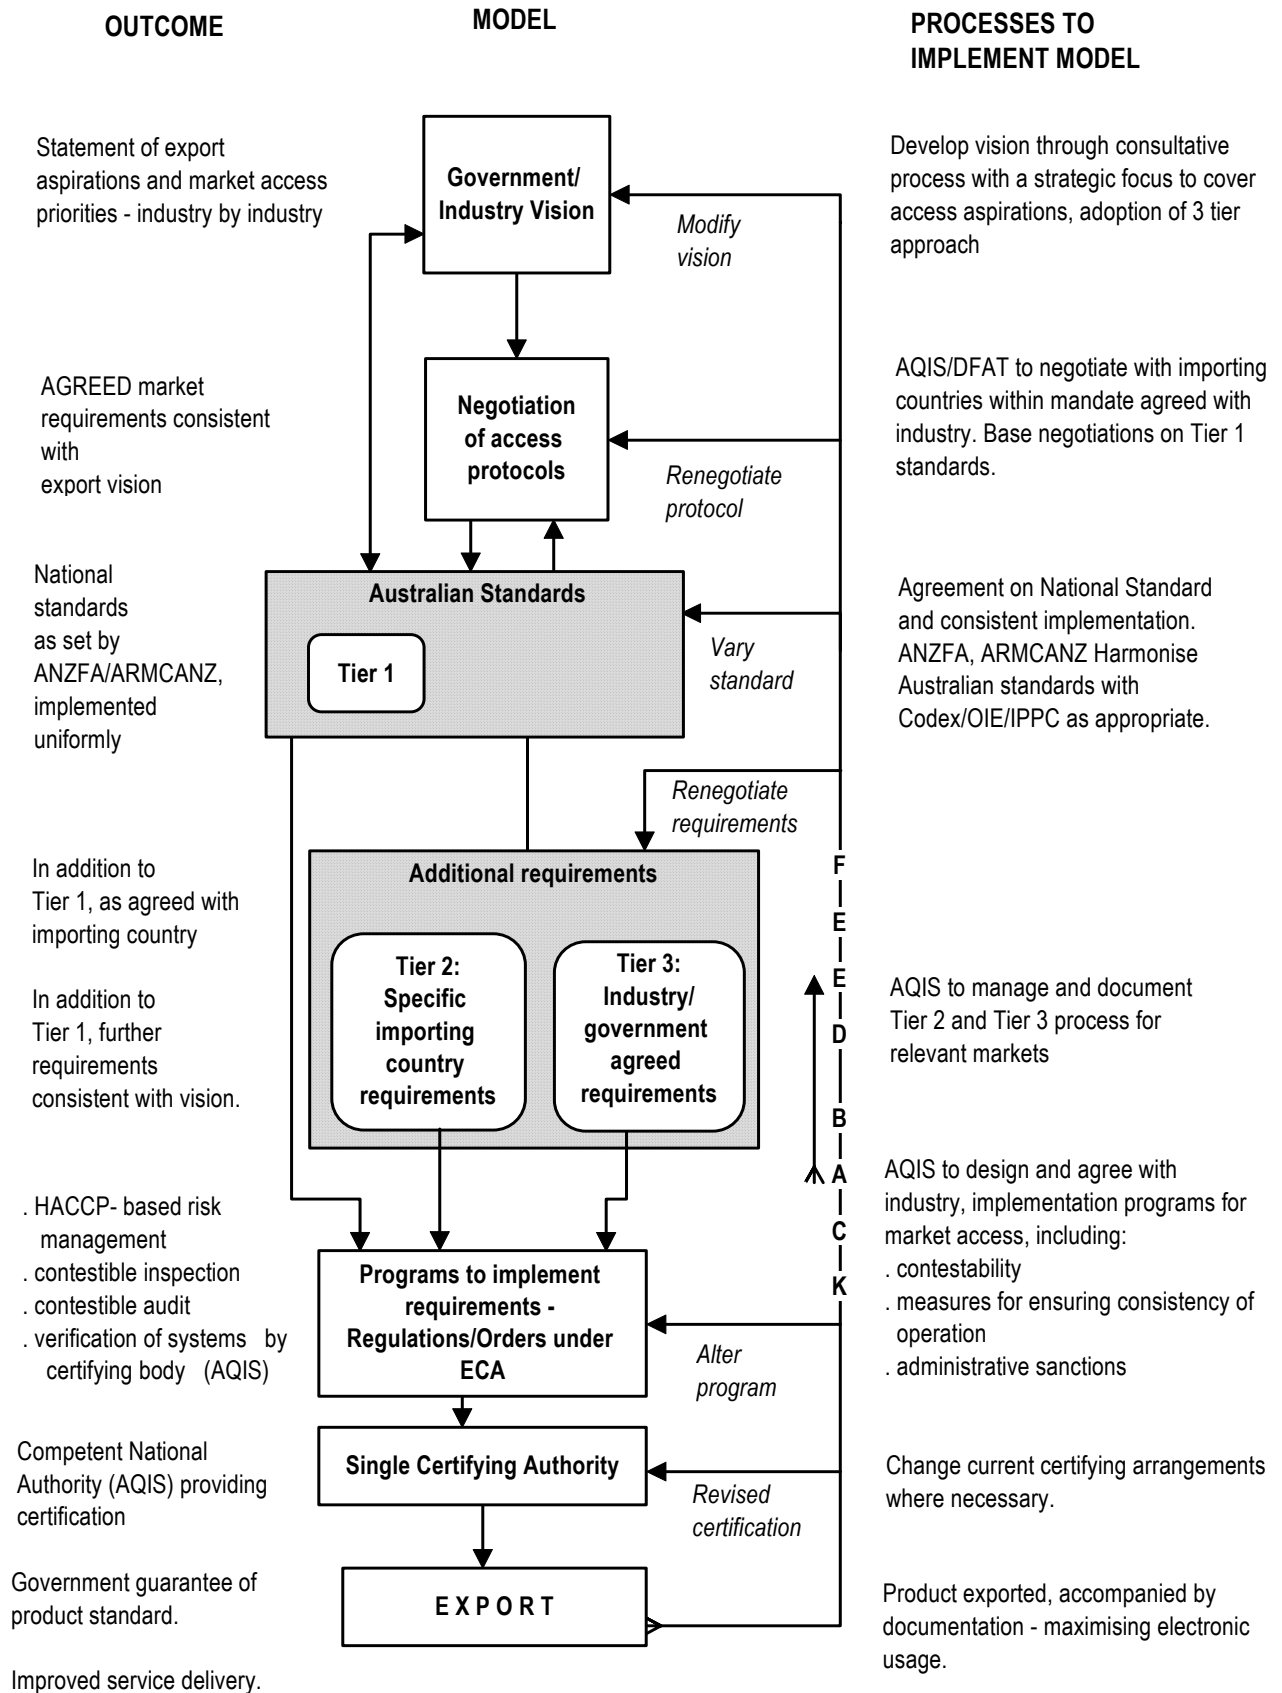 OUTCOME
MODEL
PROCESSES TO
IMPLEMENT MODEL
Statement of export
aspirations and market access
priorities - industry by industry
Government/
Industry Vision
Modify
vision
Develop vision through consultative
process with a strategic focus to cover
access aspirations, adoption of 3 tier
approach
AGREED market
requirements consistent
with
export vision
Negotiation
of access
protocols
Renegotiate
protocol
AQIS/DFAT to negotiate with importing
countries within mandate agreed with
industry. Base negotiations on Tier 1
standards.
National
standards
as set by
ANZFA/ARMCANZ,
implemented
uniformly
Australian Standards
Tier 1
Vary
standard
Agreement on National Standard
and consistent implementation.
ANZFA, ARMCANZ Harmonise
Australian standards with
Codex/OIE/IPPC as appropriate.
Renegotiate
requirements
In addition to
Tier 1, as agreed with
importing country
In addition to
Tier 1, further
requirements
consistent with vision.
Additional requirements
Tier 2:
Specific
importing
country
requirements
Tier 3:
Industry/
government
agreed
requirements
F
E
E
D
B
A
C
K
AQIS to manage and document
Tier 2 and Tier 3 process for
relevant markets
. HACCP- based risk
management
. contestible inspection
. contestible audit
. verification of systems by
certifying body (AQIS)
Programs to implement
requirements -
Regulations/Orders under
ECA
Alter
program
AQIS to design and agree with
industry, implementation programs for
market access, including:
. contestability
. measures for ensuring consistency of
operation
. administrative sanctions
Competent National
Authority (AQIS) providing
certification
Single Certifying Authority
Revised
certification
Change current certifying arrangements
where necessary.
Government guarantee of
product standard.
Improved service delivery.
E X P O R T
Product exported, accompanied by
documentation - maximising electronic
usage.